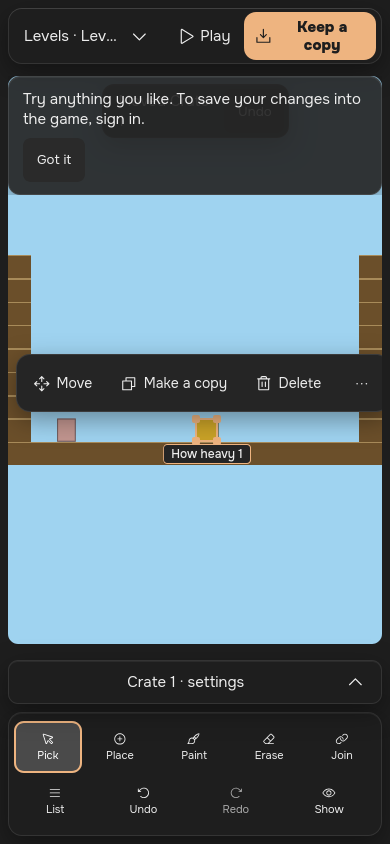 Levels · Lev...
Play
Keep a
copy
Try anything you like. To save your changes into
the game, sign in.
Undo
Got it
Move
Make a copy
Delete
...
How heavy 1
Crate 1 · settings
Pick
Place
Paint
Erase
Join
List
Undo
Redo
Show